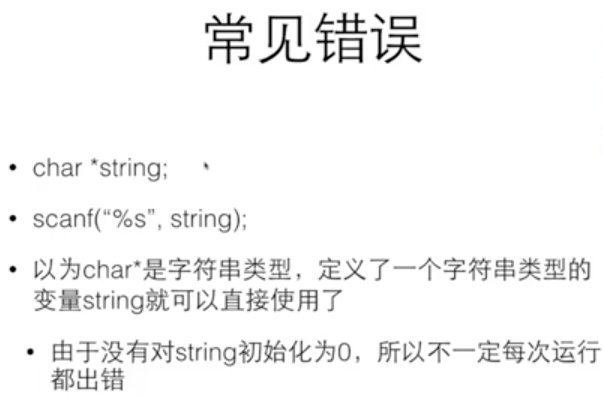 常见错误
• char *string;
• scanf(“%s”, string);
• 以为char*是字符串类型，定义了一个字符串类型的
变量string就可以直接使用了
• 由于没有对string初始化为0，所以不一定每次运行
都出错